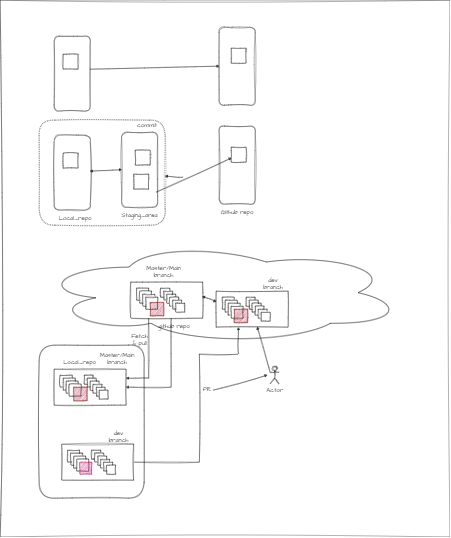 commit
Local_repo
Staging_area
Github repo
Master/Main
branch
dev
branch
github repo
Fetch
Local_repo
Master/Main
branch
PR
Actor
dev
branch